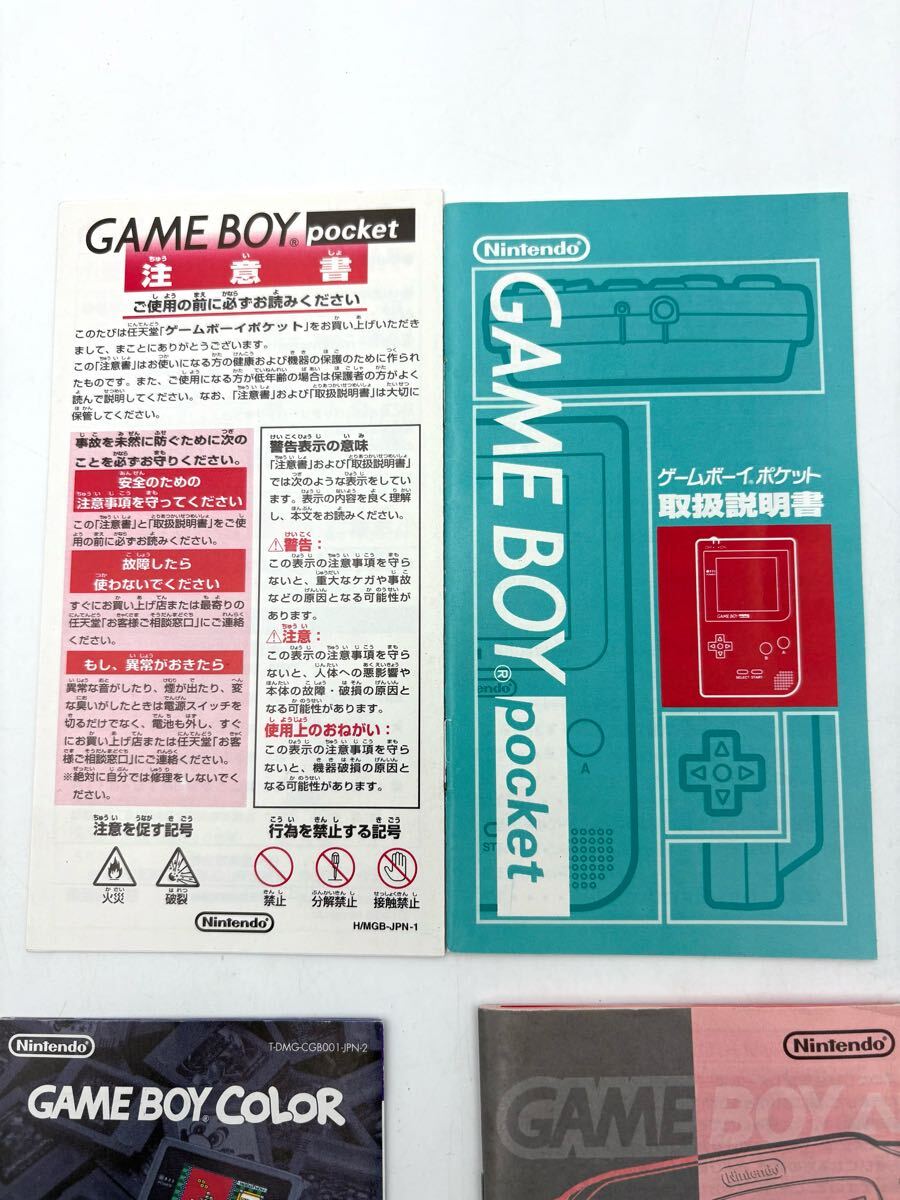 GAME BOY® pocket
注意書
ちゅう い しょ
ご使用の前に必ずお読みください
このたびは任天堂「ゲームボーイポケット」をお買い上げいただき
まして、まことにありがとうございます。
この「注意書」はお使いになる方の健康および機器の保護のために作られ
たものです。また、ご使用になる方が低年齢の場合は保護者の方がよく
読んで説明してください。なお、「注意書」および「取扱説明書」は大切に
保管してください。
事故を未然に防ぐために次の
ことを必ずお守りください。
安全のための
注意事項を守ってください
この「注意書」と「取扱説明書」をご使
用の前に必ずお読みください。
故障したら
使わないでください
すぐにお買い上げ店または最寄りの
任天堂「お客様ご相談窓口」にご連絡
ください。
もし、異常がおきたら
異常な音がしたり、煙が出たり、変
な臭いがしたときは電源スイッチを
切るだけでなく、電池も外し、すぐ
にお買い上げ店または任天堂「お客
様ご相談窓口」にご連絡ください。
※絶対に自分では修理をしないでく
ださい。
警告表示の意味
「注意書」および「取扱説明書」
では次のような表示をしてい
ます。表示の内容を良く理解
し、本文をお読みください。
⚠警告：
この表示の注意事項を守ら
ないと、重大なケガや事故
などの原因となる可能性が
あります。
⚠注意：
この表示の注意事項を守ら
ないと、人体への悪影響や
本体の故障・破損の原因と
なる可能性があります。
使用上のおねがい：
この表示の注意事項を守ら
ないと、機器破損の原因と
なる可能性があります。
注意を促す記号
火災
破裂
行為を禁止する記号
禁止
分解禁止
接触禁止
Nintendo®
H/MGB-JPN-1
Nintendo®
GAME BOY® pocket
ゲームボーイ®ポケット
取扱説明書
GAME BOY pocket
B
A
SELECT START
Nintendo
A
Nintendo®
T-DMG-CGB001-JPN-2
GAME BOY® COLOR
Nintendo®
GAME BOY
Nintendo